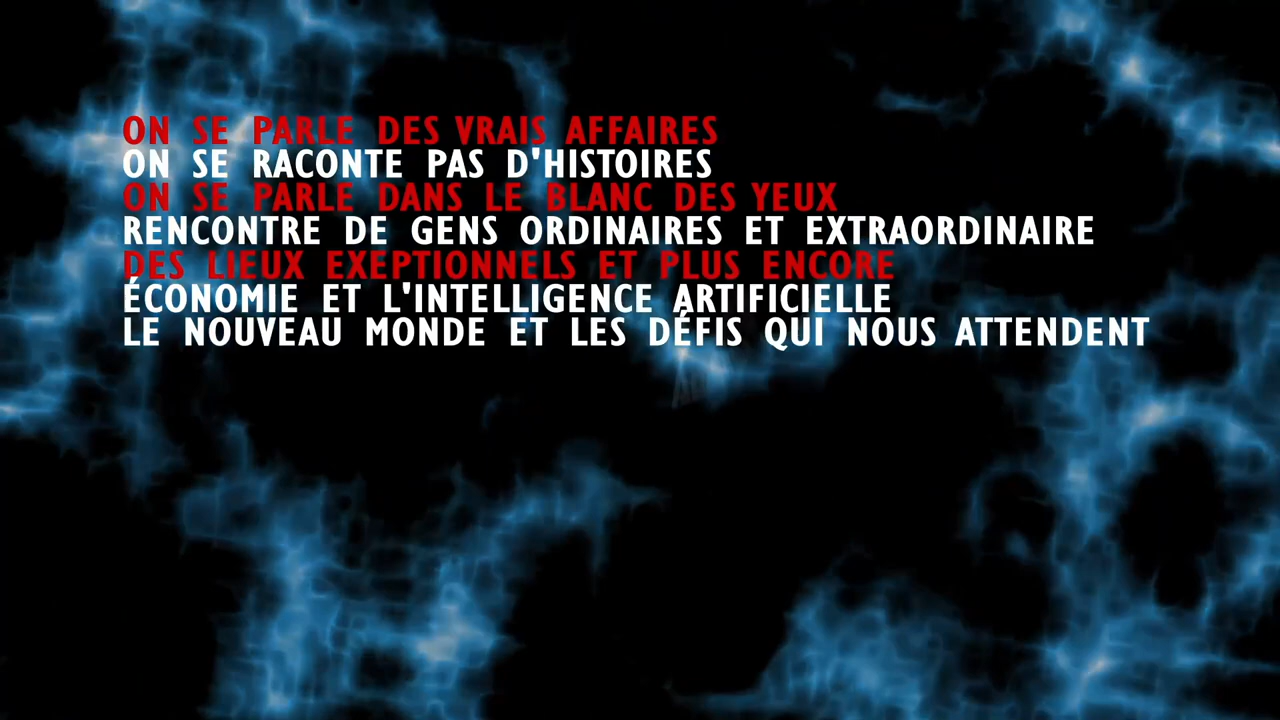 ON SE PARLE DES VRAIS AFFAIRES
ON SE RACONTE PAS D'HISTOIRES
ON SE PARLE DANS LE BLANC DES YEUX
RENCONTRE DE GENS ORDINAIRES ET EXTRAORDINAIRE
DES LIEUX EXEPTIONNELS ET PLUS ENCORE
ÉCONOMIE ET L'INTELLIGENCE ARTIFICIELLE
LE NOUVEAU MONDE ET LES DÉFIS QUI NOUS ATTENDENT